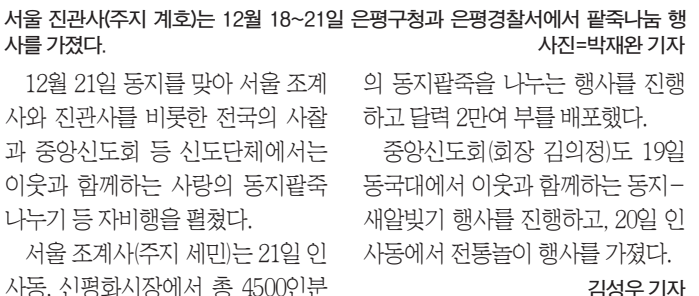 서울 진관사(주지 계호)는 12월 18~21일 은평구청과 은평경찰서에서 팥죽나눔 행
사를 가졌다.
사진=박재완 기자
12월 21일 동지를 맞아 서울 조계
사와 진관사를 비롯한 전국의 사찰
과 중앙신도회 등 신도단체에서는
이웃과 함께하는 사랑의 동지팥죽
나누기 등 자비행을 펼쳤다.
서울 조계사(주지 세민)는 21일 인
사동, 신평화시장에서 총 4500인분
의 동지팥죽을 나누는 행사를 진행
하고 달력 2만여 부를 배포했다.
중앙신도회(회장 김의정)도 19일
동국대에서 이웃과 함께하는 동지-
새알빚기 행사를 진행하고, 20일 인
사동에서 전통놀이 행사를 가졌다.
김성우 기자